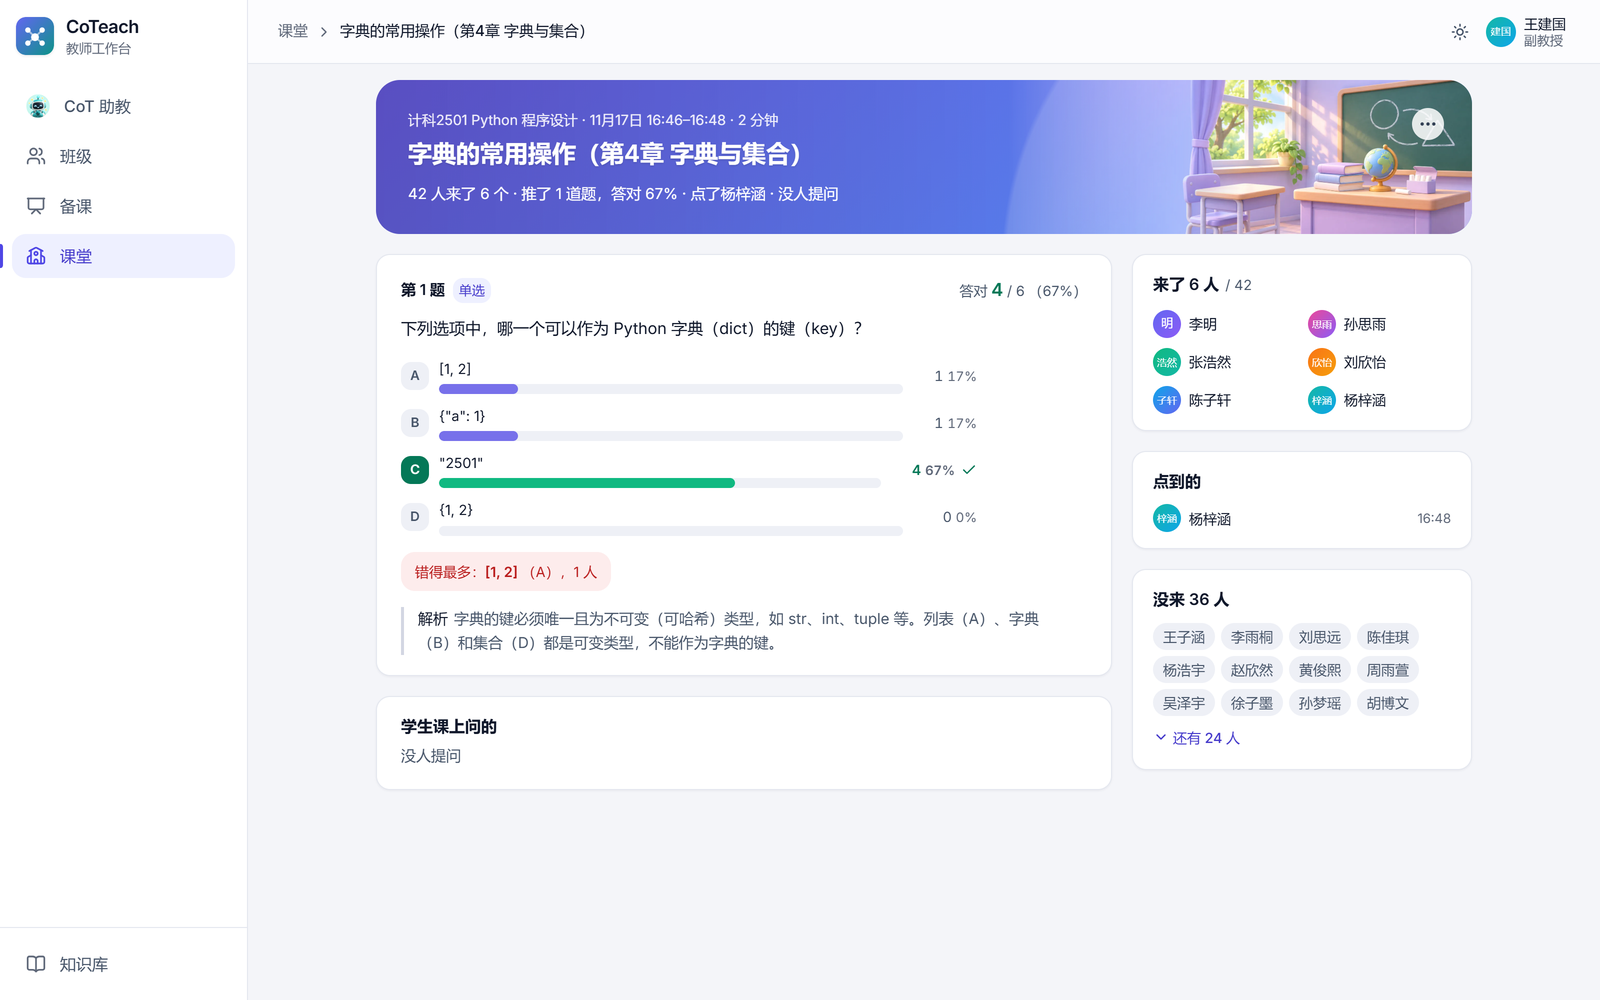 CoTeach
教师工作台
CoT 助教
班级
备课
课堂
知识库
课堂 > 字典的常用操作（第4章 字典与集合）
建国
王建国
副教授
计科2501 Python 程序设计 · 11月17日 16:46–16:48 · 2 分钟
字典的常用操作（第4章 字典与集合）
42 人来了 6 个 · 推了 1 道题，答对 67% · 点了杨梓涵 · 没人提问
第 1 题 单选
答对 4 / 6 （67%）
下列选项中，哪一个可以作为 Python 字典（dict）的键（key）？
A [1, 2] 1 17%
B {"a": 1} 1 17%
C "2501" 4 67%
D {1, 2} 0 0%
错得最多：[1, 2] （A），1 人
解析 字典的键必须唯一且为不可变（可哈希）类型，如 str、int、tuple 等。列表（A）、字典
（B）和集合（D）都是可变类型，不能作为字典的键。
学生课上问的
没人提问
来了 6 人 / 42
明 李明
思雨 孙思雨
浩然 张浩然
欣怡 刘欣怡
子轩 陈子轩
梓涵 杨梓涵
点到的
梓涵 杨梓涵 16:48
没来 36 人
王子涵 李雨桐 刘思远 陈佳琪
杨浩宇 赵欣然 黄俊熙 周雨萱
吴泽宇 徐子墨 孙梦瑶 胡博文
还有 24 人